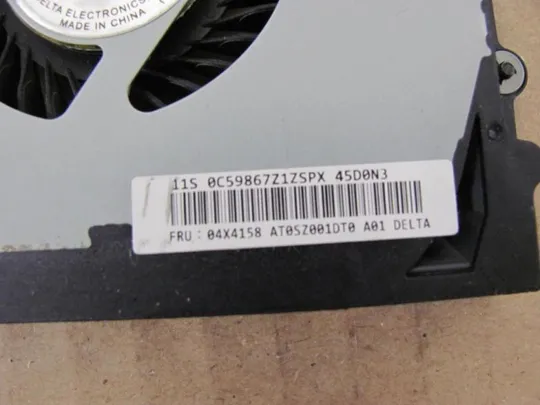 DELTA ELECTRONICS,
MADE IN CHINA
11S 0C59867Z1ZSPX 45D0N3
FRU : 04X4158 AT0SZ001DT0 A01 DELTA